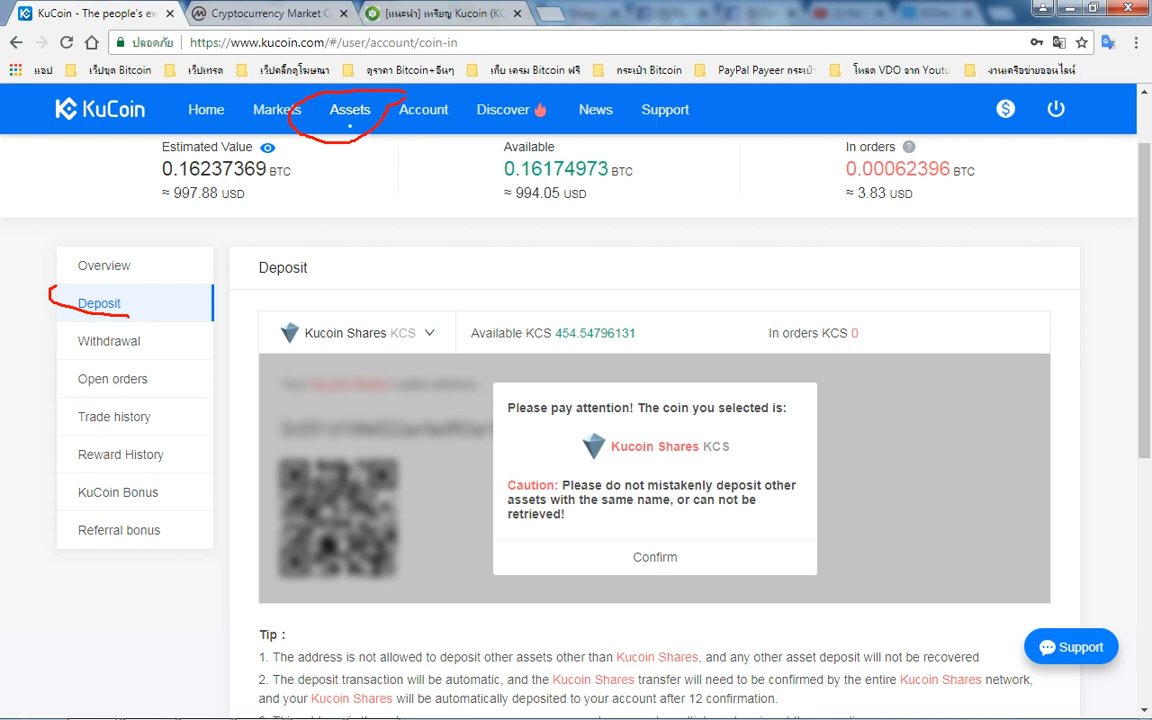 KuCoin - The people's ex
Cryptocurrency Market C
[แนะนำ] เหรียญ Kucoin (KC
ปลอดภัย
https://www.kucoin.com/#/user/account/coin-in
แอป
เว็ปขุด Bitcoin
เว็ปเทรด
เว็ปคลิ๊กดูโฆษณา
ดูราคา Bitcoin+อื่นๆ
เก็บ เครม Bitcoin ฟรี
กระเป๋า Bitcoin
PayPal Payeer กระเป๋
โหลด VDO จาก Youtu
งานเครือข่ายออนไลน์
KuCoin
Home
Markets
Assets
Account
Discover
News
Support
Estimated Value
Available
In orders
0.16237369 BTC
0.16174973 BTC
0.00062396 BTC
≈ 997.88 USD
≈ 994.05 USD
≈ 3.83 USD
Overview
Deposit
Withdrawal
Open orders
Trade history
Reward History
KuCoin Bonus
Referral bonus
Deposit
Kucoin Shares KCS
Available KCS 454.54796131
In orders KCS 0
Please pay attention! The coin you selected is:
Kucoin Shares KCS
Caution: Please do not mistakenly deposit other
assets with the same name, or can not be
retrieved!
Confirm
Tip :
1. The address is not allowed to deposit other assets other than Kucoin Shares, and any other asset deposit will not be recovered
2. The deposit transaction will be automatic, and the Kucoin Shares transfer will need to be confirmed by the entire Kucoin Shares network,
and your Kucoin Shares will be automatically deposited to your account after 12 confirmation.
Support